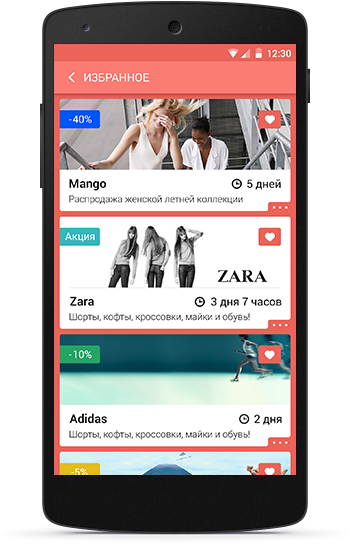 12:30
ИЗБРАННОЕ
-40%
Mango
5 дней
Распродажа женской летней коллекции
Акция
ZARA
Zara
3 дня 7 часов
Шорты, кофты, кроссовки, майки и обувь!
-10%
Adidas
2 дня
Шорты, кофты, кроссовки, майки и обувь!
-5%